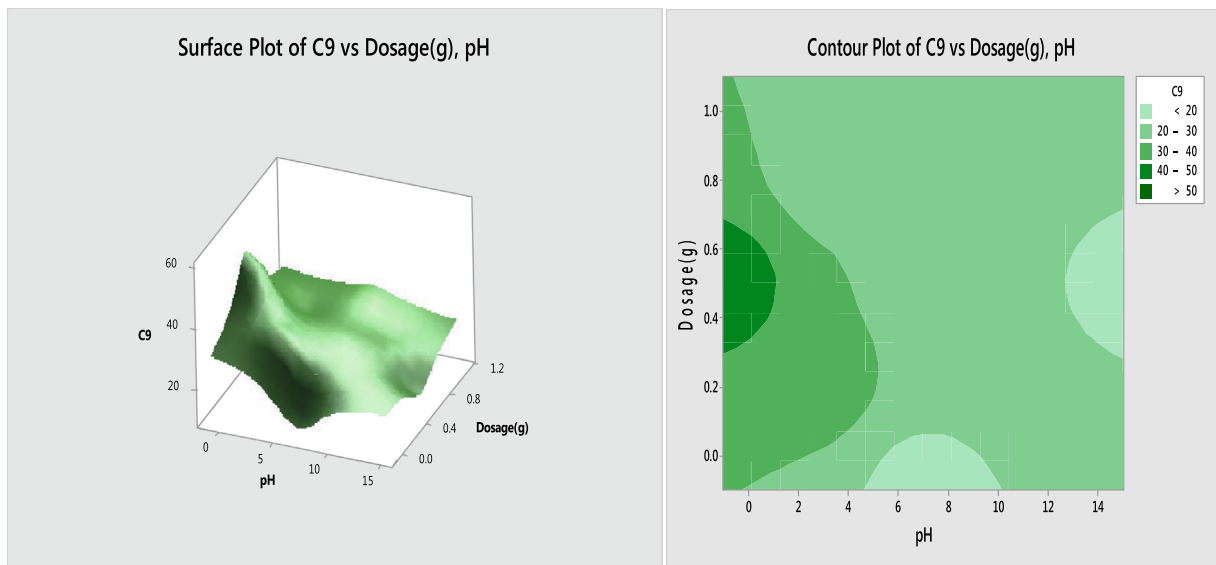 Surface Plot of C9 vs Dosage(g), pH
60
40
20
C9
0
5
10
15
pH
0.0
0.4
0.8
1.2
Dosage(g)
Contour Plot of C9 vs Dosage(g), pH
1.0
0.8
0.6
0.4
0.2
0.0
Dosage(g)
0 2 4 6 8 10 12 14
pH
C9
< 20
20 – 30
30 – 40
40 – 50
> 50